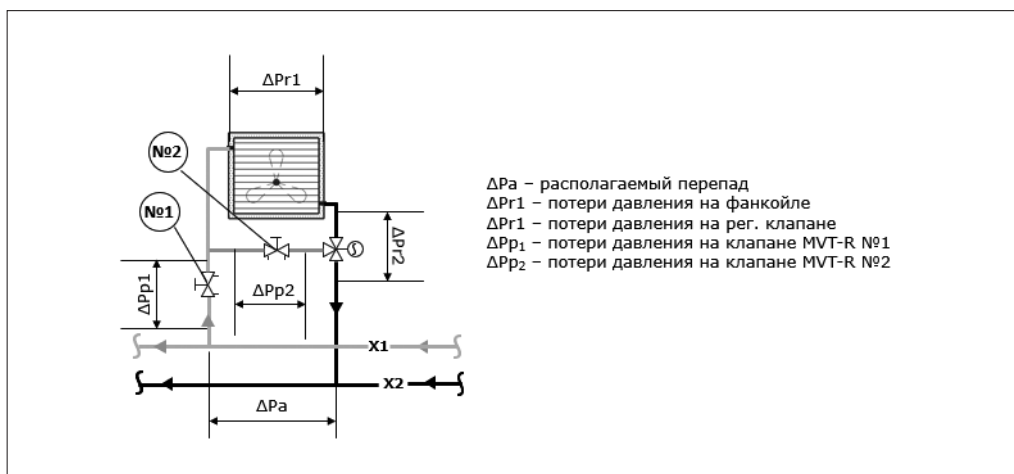 ΔPr1
№2
№1
ΔPr2
ΔPp1
ΔPp2
X1
X2
ΔPa
ΔPa – располагаемый перепад
ΔPr1 – потери давления на фанкойле
ΔPr1 – потери давления на рег. клапане
ΔPp₁ – потери давления на клапане MVT-R №1
ΔPp₂ – потери давления на клапане MVT-R №2